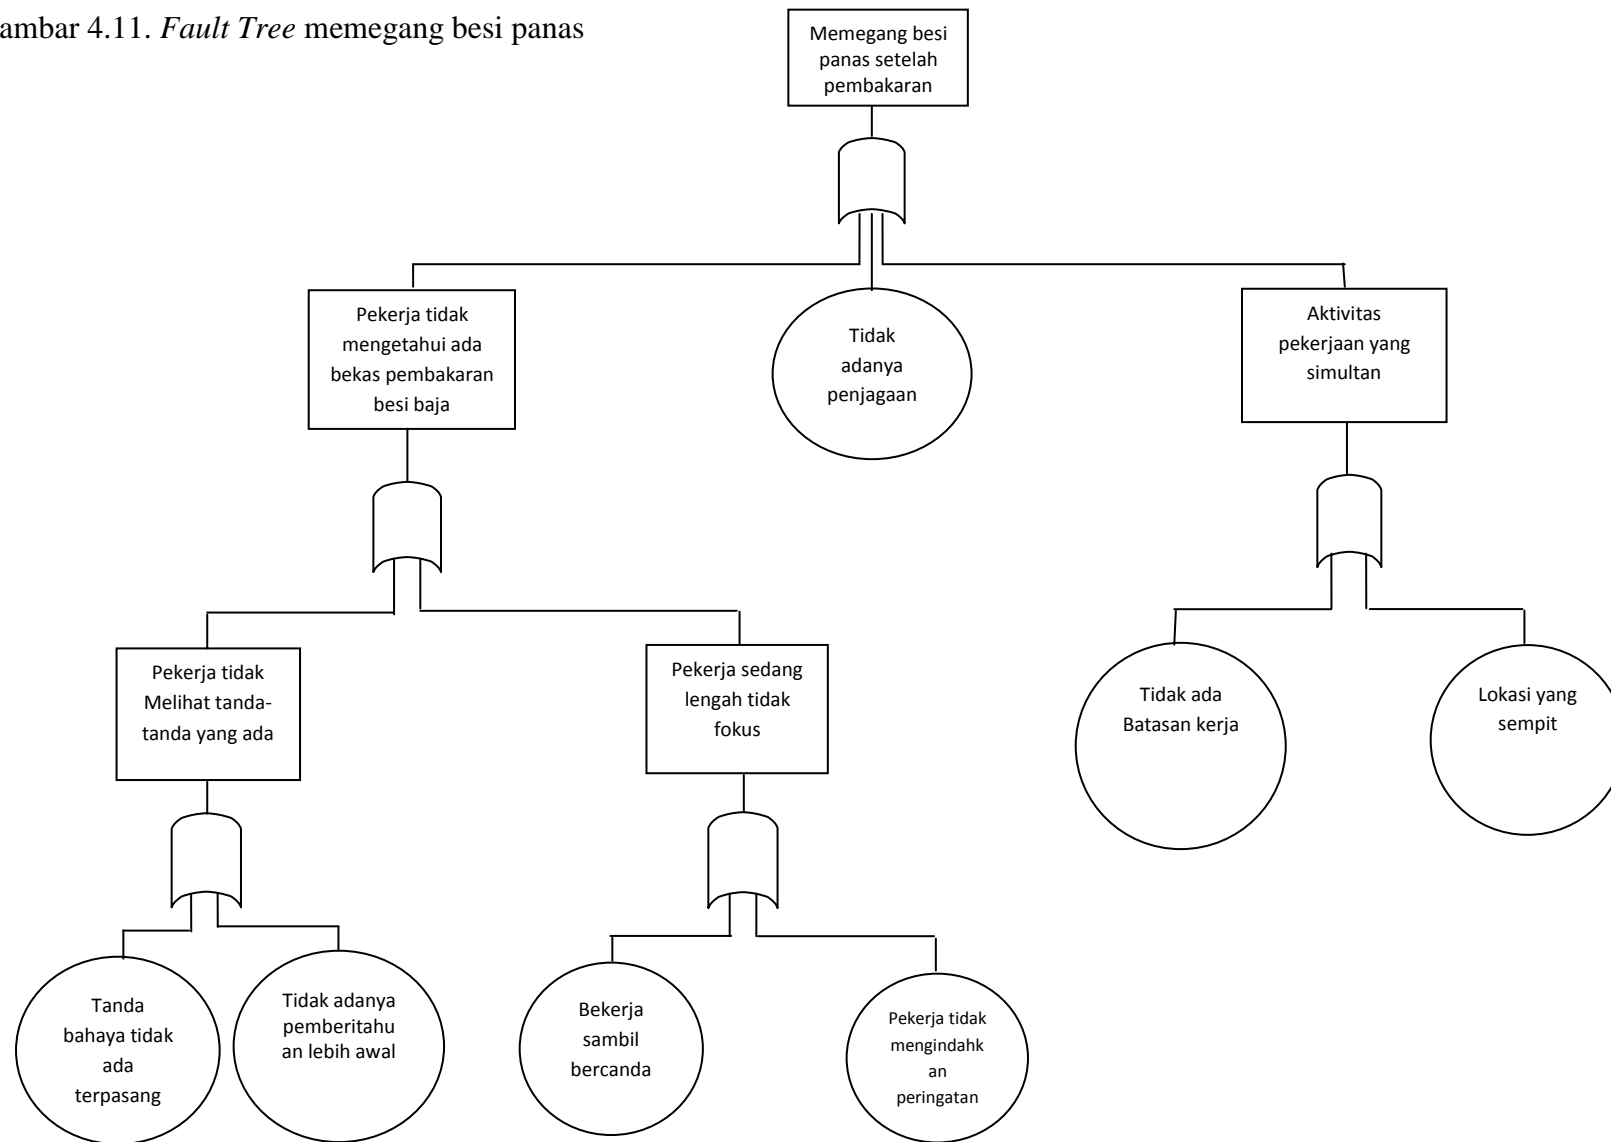 ambar 4.11. Fault Tree memegang besi panas
Memegang besi
panas setelah
pembakaran
Pekerja tidak
mengetahui ada
bekas pembakaran
besi baja
Tidak
adanya
penjagaan
Aktivitas
pekerjaan yang
simultan
Pekerja tidak
Melihat tanda-
tanda yang ada
Pekerja sedang
lengah tidak
fokus
Tidak ada
Batasan kerja
Lokasi yang
sempit
Tanda
bahaya tidak
ada
terpasang
Tidak adanya
pemberitahu
an lebih awal
Bekerja
sambil
bercanda
Pekerja tidak
mengindahk
an
peringatan